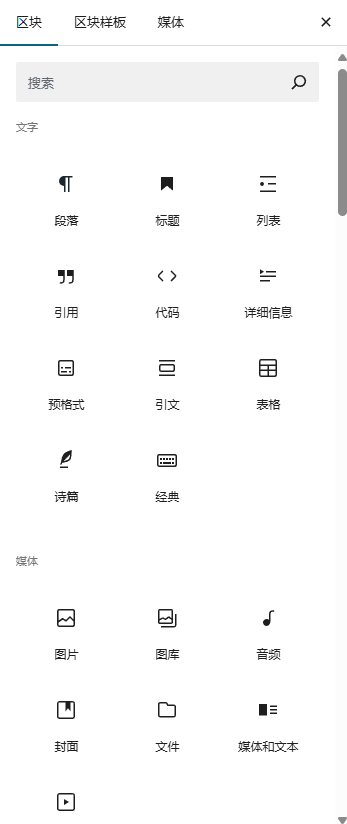 区块 区块样板 媒体
搜索
文字
段落 标题 列表
引用 代码 详细信息
预格式 引文 表格
诗篇 经典
媒体
图片 图库 音频
封面 文件 媒体和文本